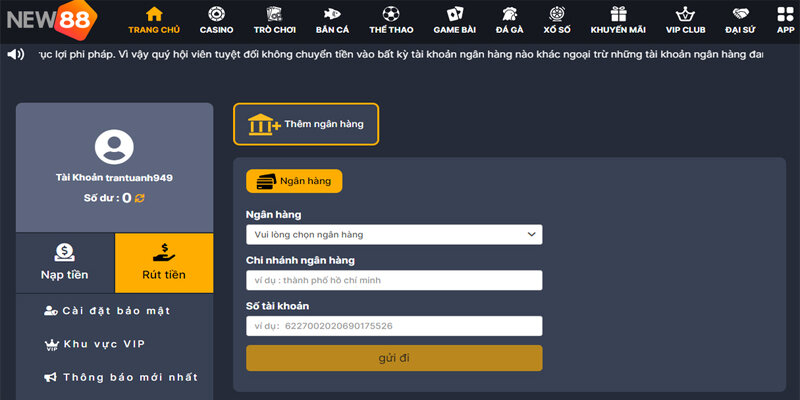 NEW88
TRANG CHỦ
CASINO
TRÒ CHƠI
BẮN CÁ
THỂ THAO
GAME BÀI
ĐÁ GÀ
XỔ SỐ
KHUYẾN MÃI
VIP CLUB
ĐẠI SỨ
APP
rục lợi phi pháp. Vì vậy quý hội viên tuyệt đối không chuyển tiền vào bất kỳ tài khoản ngân hàng nào khác ngoại trừ những tài khoản ngân hàng đan
Thêm ngân hàng
Tài Khoản trantuanh949
Số dư : 0
Nạp tiền
Rút tiền
Cài đặt bảo mật
VIP Khu vực VIP
Thông báo mới nhất
Ngân hàng
Ngân hàng
Vui lòng chọn ngân hàng
Chi nhánh ngân hàng
ví dụ : thành phố hồ chí minh
Số tài khoản
ví dụ: 6227002020690175526
gửi đi